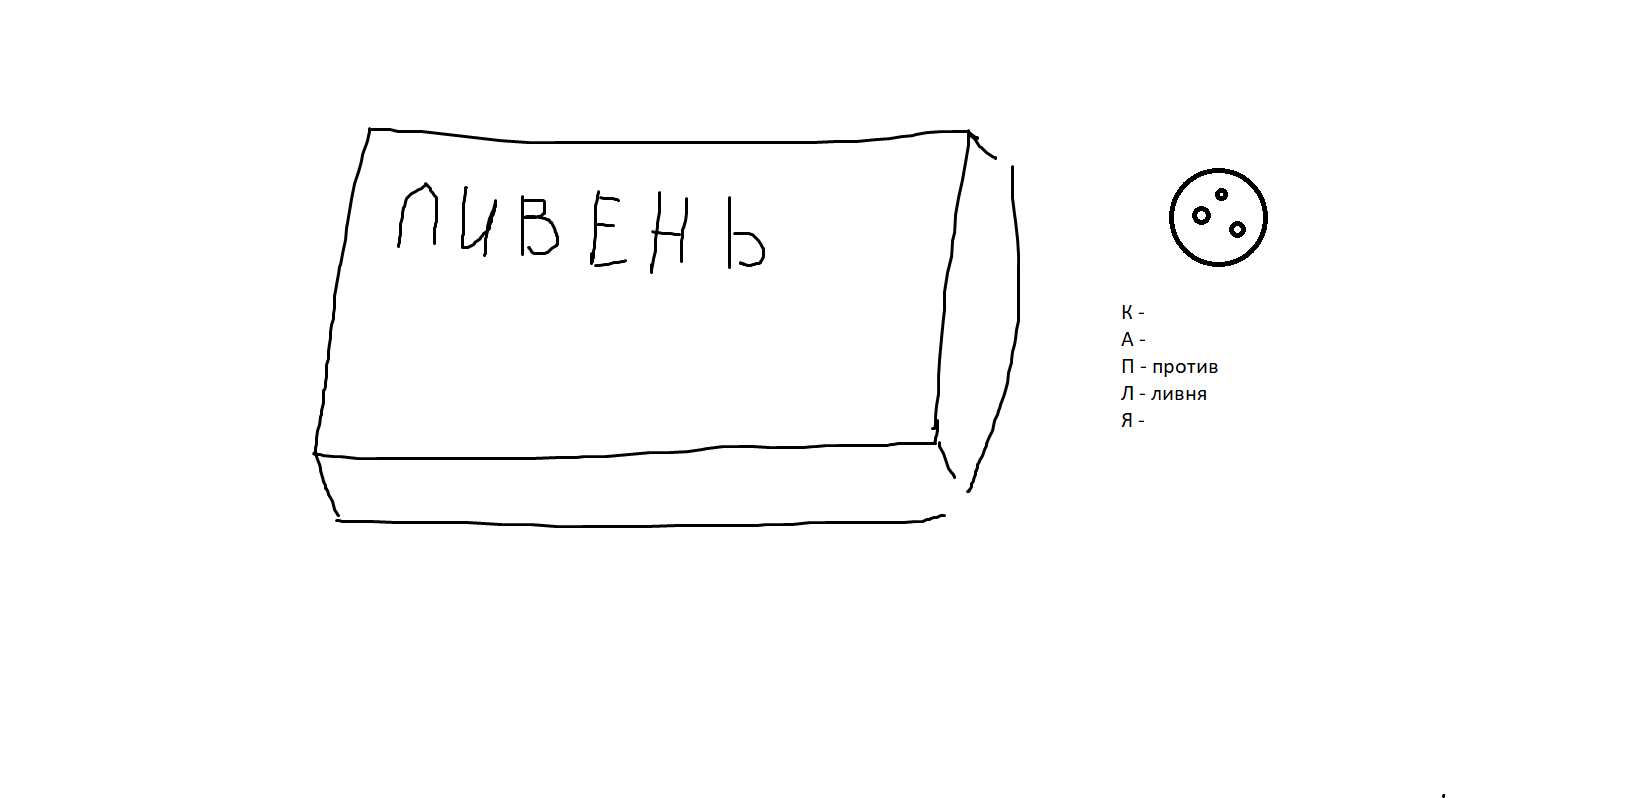 ЛИВЕНЬ
К -
А -
П - против
Л - ливня
Я -